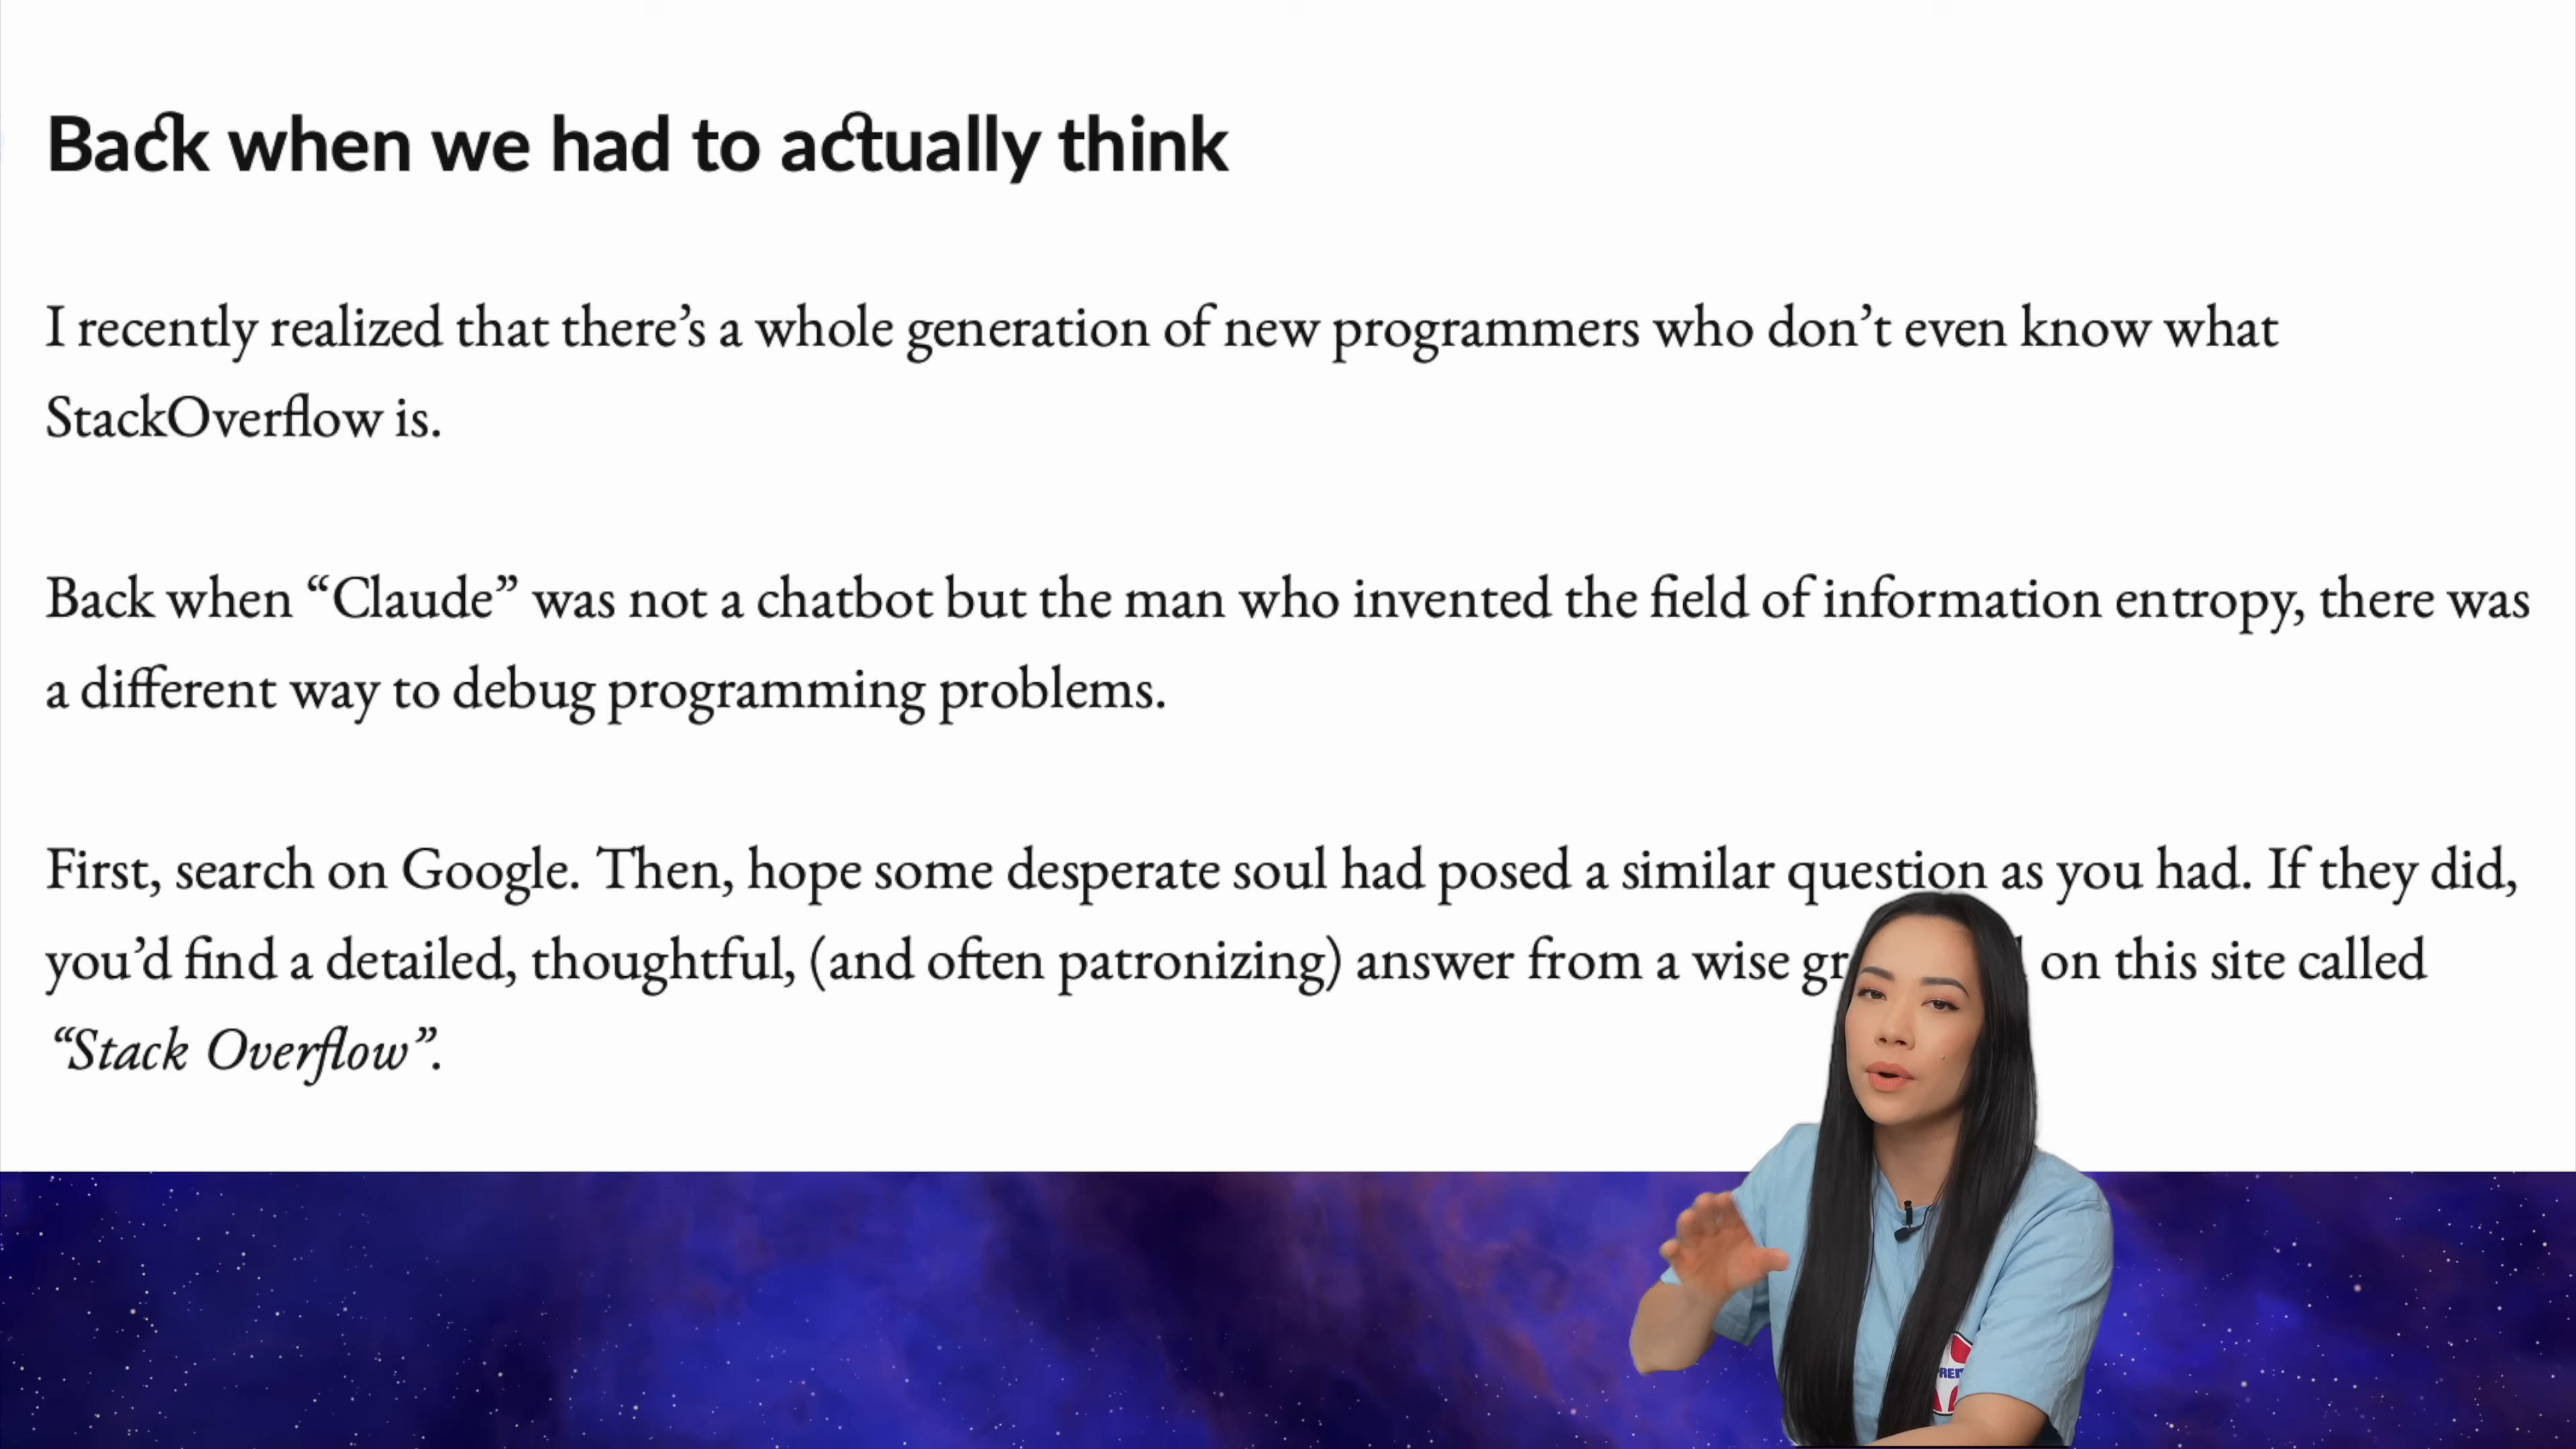 Back when we had to actually think
I recently realized that there’s a whole generation of new programmers who don’t even know what
StackOverflow is.
Back when “Claude” was not a chatbot but the man who invented the field of information entropy, there was
a different way to debug programming problems.
First, search on Google. Then, hope some desperate soul had posed a similar question as you had. If they did,
you’d find a detailed, thoughtful, (and often patronizing) answer from a wise on this site called
“Stack Overflow”.